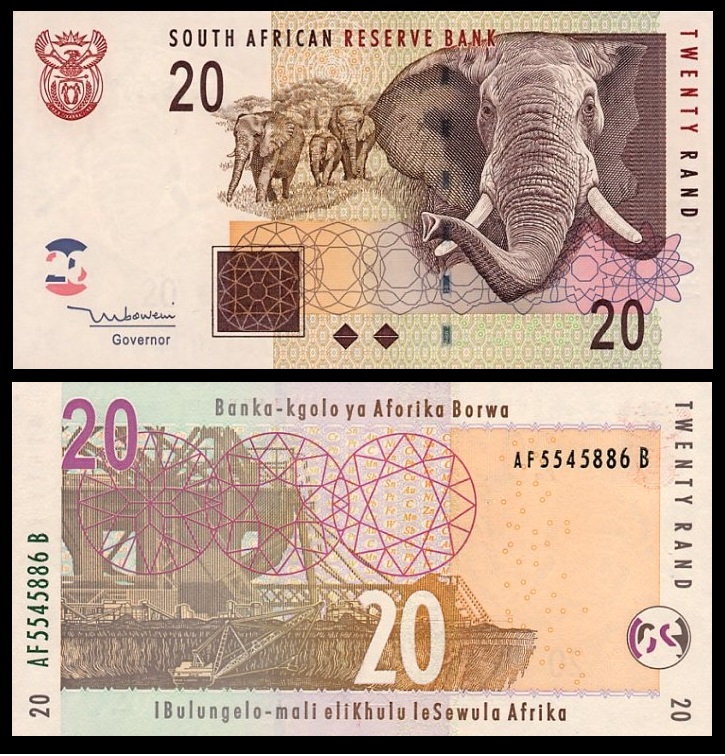 SOUTH AFRICAN RESERVE BANK
20
TWENTY RAND
20
Governor
20
20
Banka-kgolo ya Aforika Borwa
AF5545886 B
TWENTY RAND
AF5545886 B
20
20
20
IBulungelo-mali eliKhulu leSewula Afrika